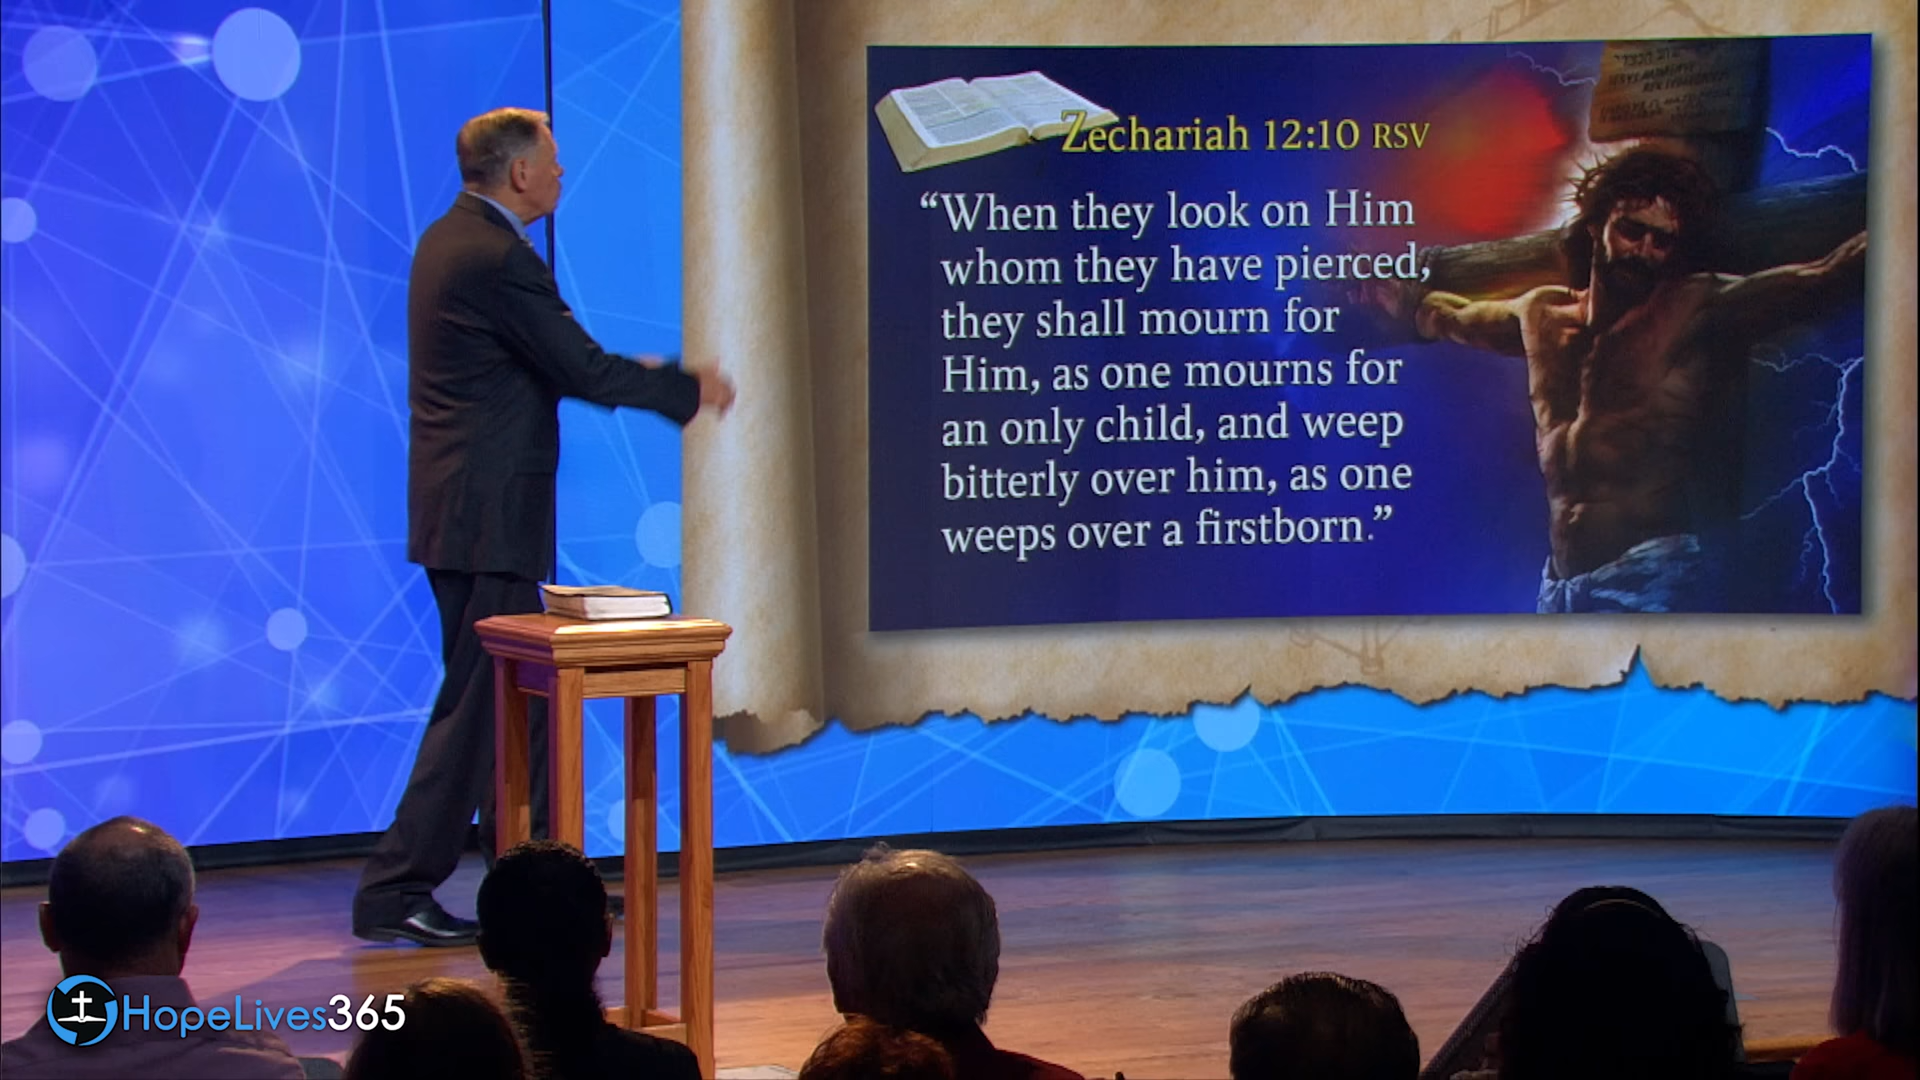 Zechariah 12:10 RSV
“When they look on Him
whom they have pierced,
they shall mourn for
Him, as one mourns for
an only child, and weep
bitterly over him, as one
weeps over a firstborn.”
HopeLives365